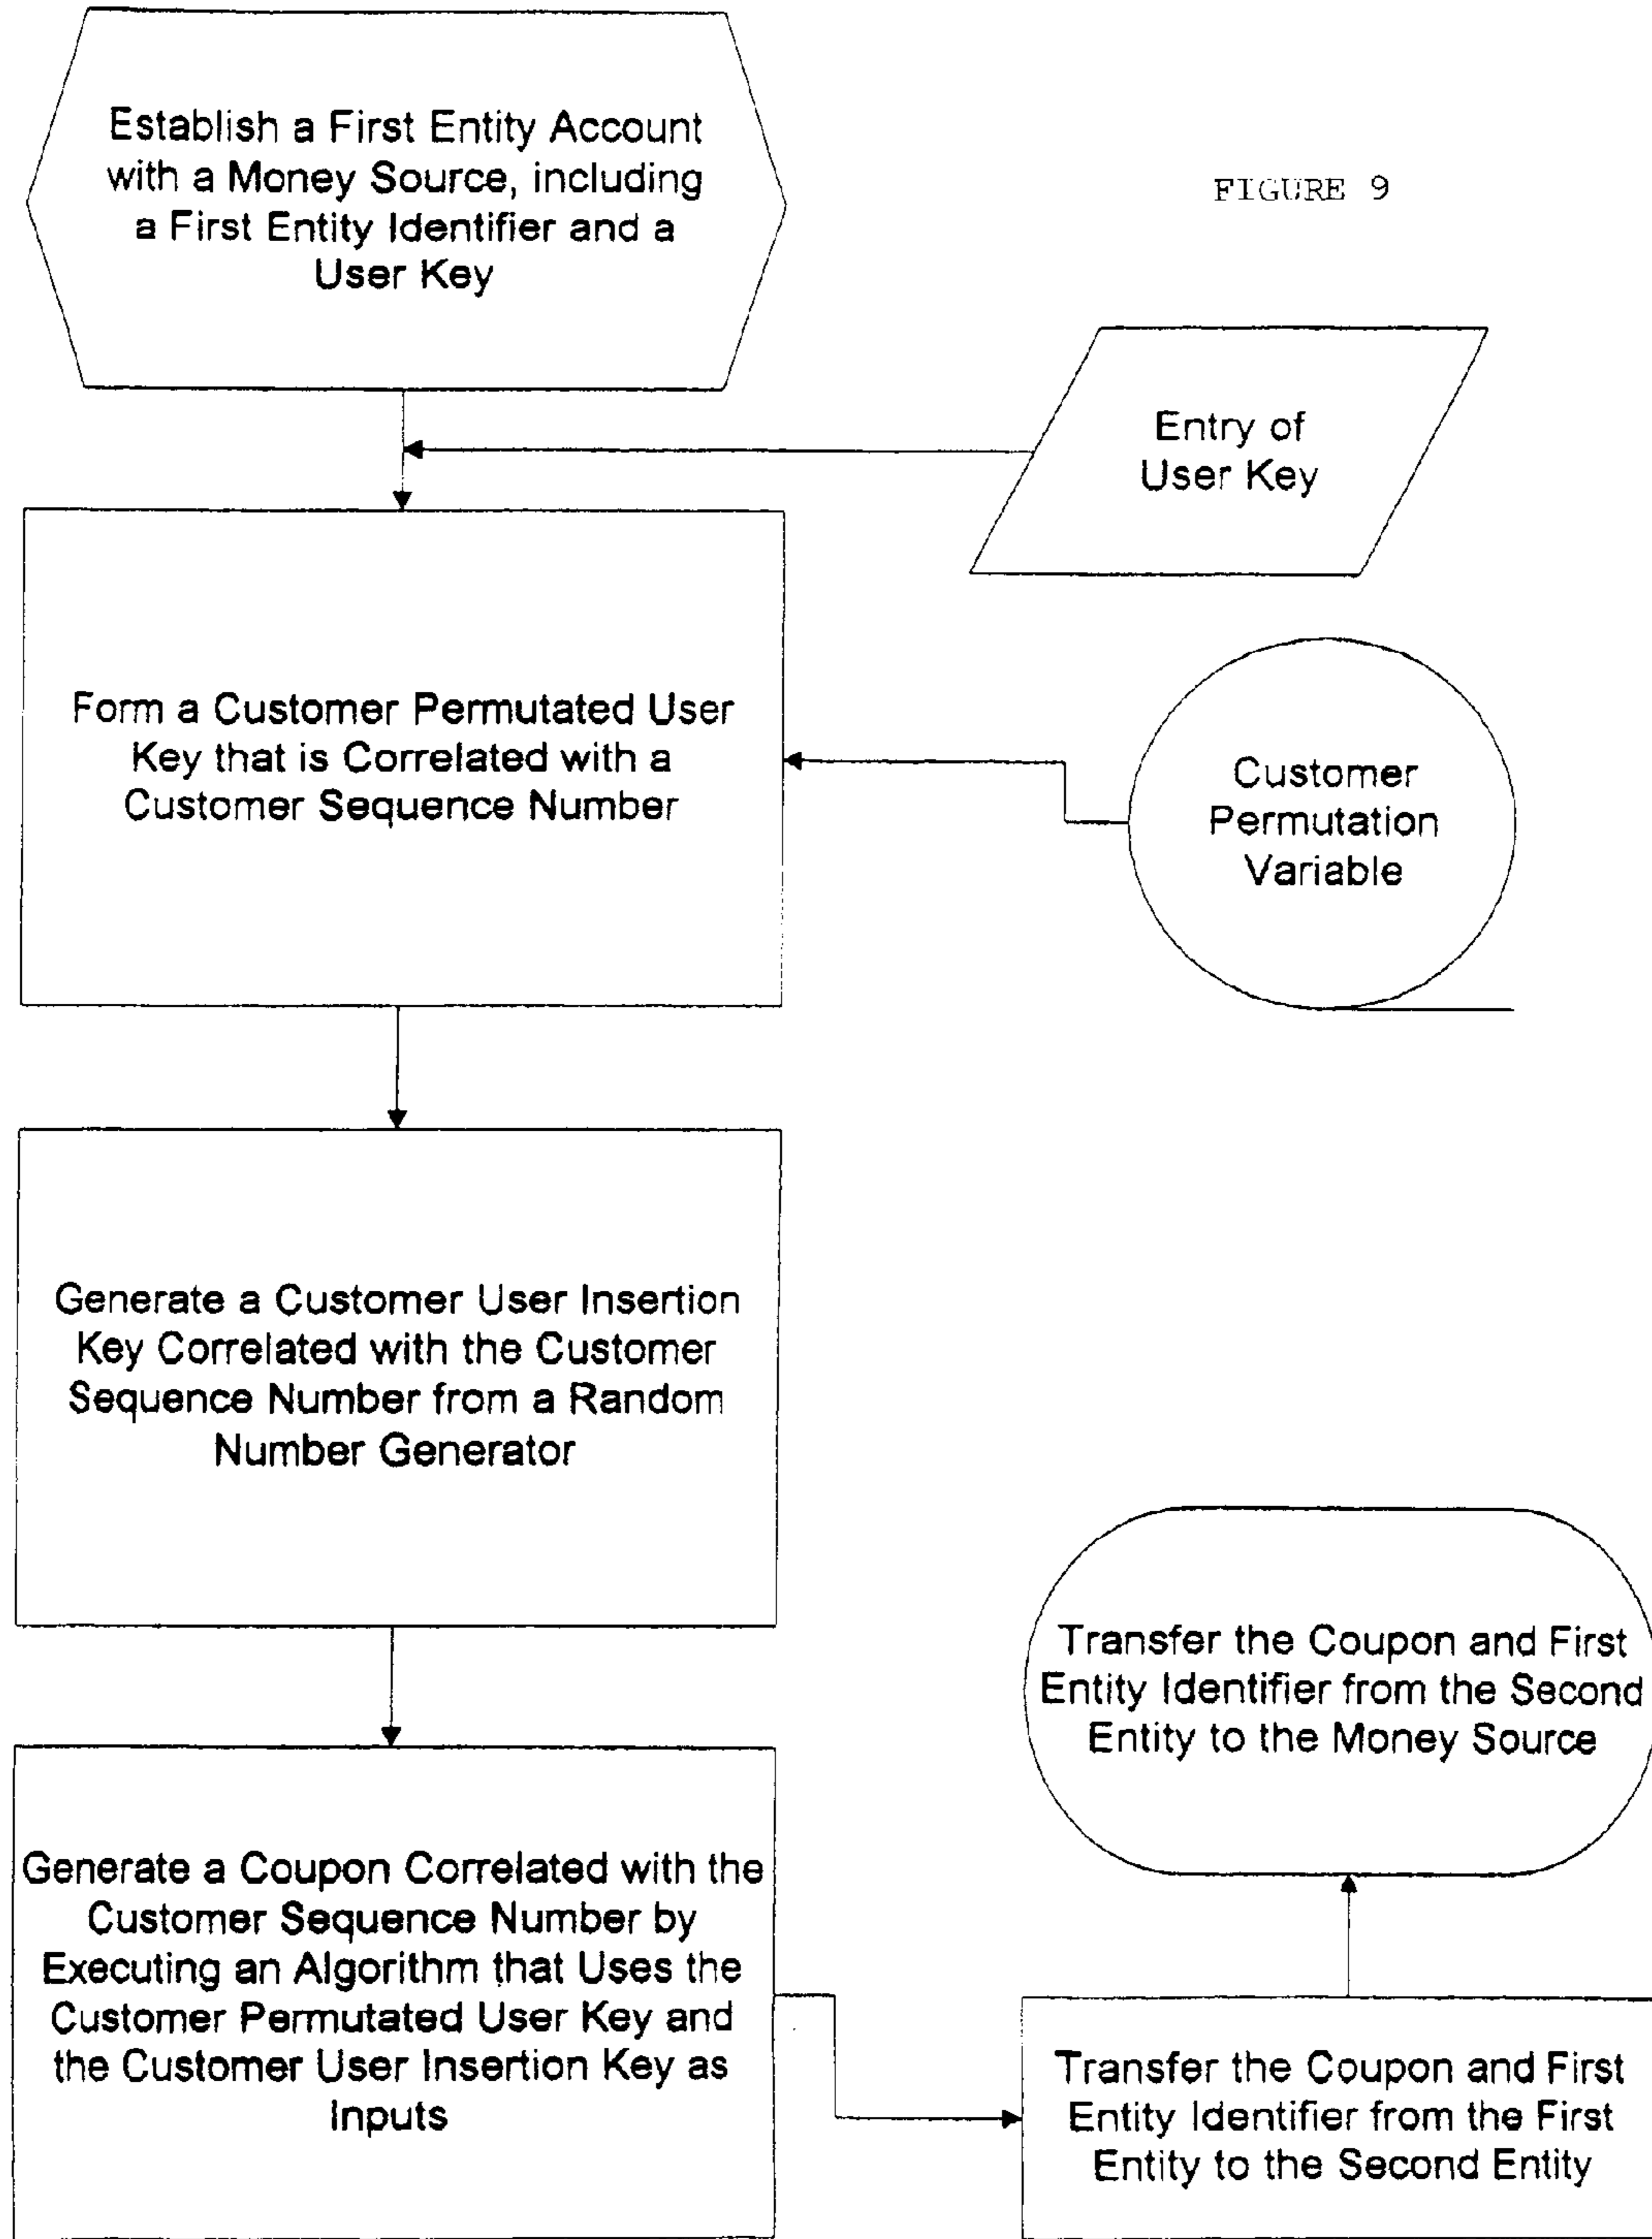 Establish a First Entity Account
with a Money Source, including
a First Entity Identifier and a
User Key
FIGURE 9
Entry of
User Key
Form a Customer Permutated User
Key that is Correlated with a
Customer Sequence Number
Customer
Permutation
Variable
Generate a Customer User Insertion
Key Correlated with the Customer
Sequence Number from a Random
Number Generator
Generate a Coupon Correlated with the
Customer Sequence Number by
Executing an Algorithm that Uses the
Customer Permutated User Key and
the Customer User Insertion Key as
Inputs
Transfer the Coupon and First
Entity Identifier from the First
Entity to the Second Entity
Transfer the Coupon and First
Entity Identifier from the Second
Entity to the Money Source